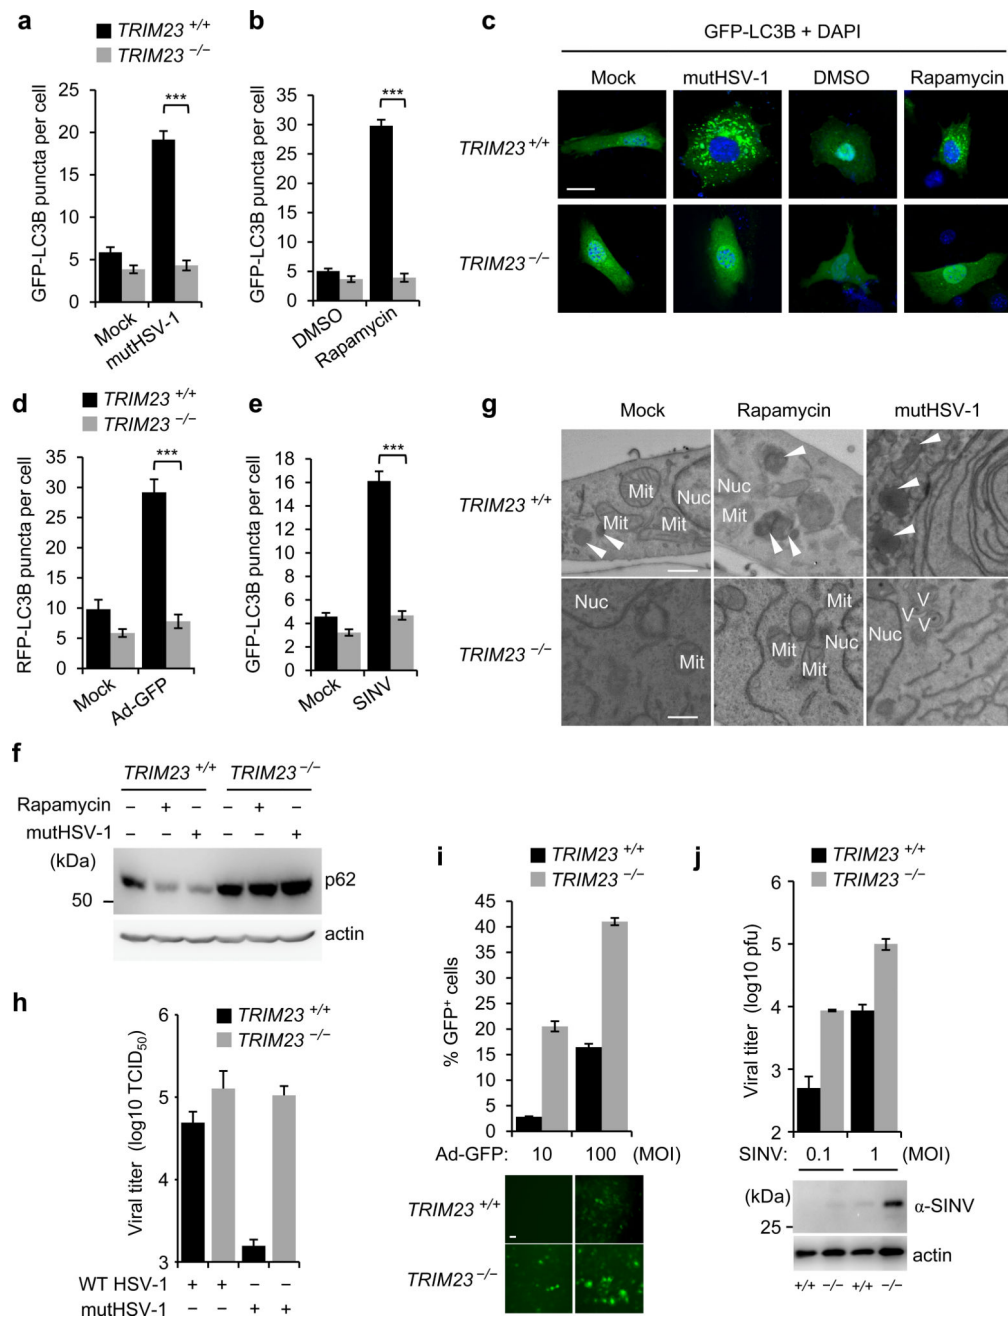 a
TRIM23 +/+
TRIM23 −/−
GFP-LC3B puncta per cell
25
20
15
10
5
0
***
Mock
mutHSV-1
b
GFP-LC3B puncta per cell
35
30
25
20
15
10
5
0
***
DMSO
Rapamycin
c
GFP-LC3B + DAPI
Mock mutHSV-1 DMSO Rapamycin
TRIM23 +/+
TRIM23 −/−
d
TRIM23 +/+
TRIM23 −/−
RFP-LC3B puncta per cell
35
30
25
20
15
10
5
0
***
Mock
Ad-GFP
e
GFP-LC3B puncta per cell
18
16
14
12
10
8
6
4
2
0
***
Mock
SINV
g
Mock Rapamycin mutHSV-1
TRIM23 +/+
Mit
Nuc
Mit
Mit
Nuc
Mit
TRIM23 −/−
Nuc
Mit
Mit
Mit
Mit
Nuc
Nuc
V
V
V
f
TRIM23 +/+ TRIM23 −/−
Rapamycin − + − − + −
mutHSV-1 − − + − − +
(kDa)
50
p62
actin
h
TRIM23 +/+
TRIM23 −/−
Viral titer (log10 TCID50)
6
5
4
3
WT HSV-1 + + − −
mutHSV-1 − − + +
i
TRIM23 +/+
TRIM23 −/−
% GFP+ cells
45
40
35
30
25
20
15
10
5
0
Ad-GFP: 10 100 (MOI)
TRIM23 +/+
TRIM23 −/−
j
TRIM23 +/+
TRIM23 −/−
Viral titer (log10 pfu)
6
5
4
3
2
SINV: 0.1 1 (MOI)
(kDa)
25
α-SINV
actin
+/+ −/− +/+ −/−